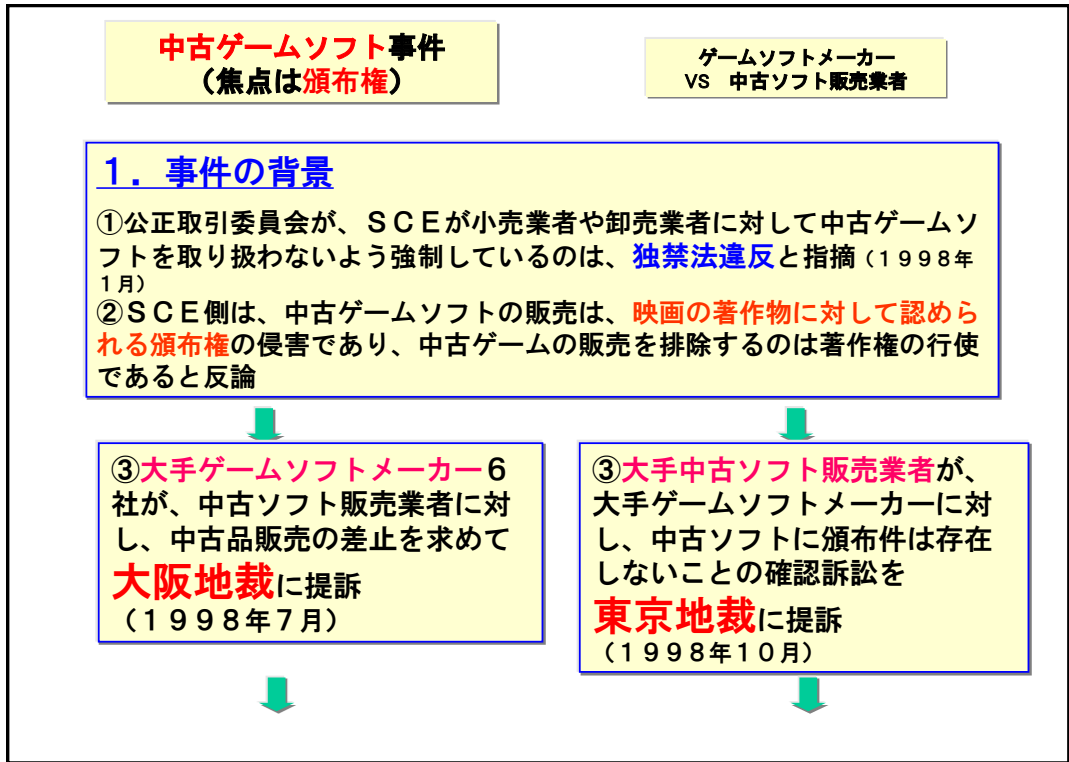 中古ゲームソフト事件
(焦点は頒布権)
ゲームソフトメーカー
VS 中古ソフト販売業者
1.事件の背景
①公正取引委員会が、SCEが小売業者や卸売業者に対して中古ゲームソ
フトを取り扱わないよう強制しているのは、独禁法違反と指摘(1998年
1月)
②SCE側は、中古ゲームソフトの販売は、映画の著作物に対して認めら
れる頒布権の侵害であり、中古ゲームの販売を排除するのは著作権の行使
であると反論
③大手ゲームソフトメーカー6
社が、中古ソフト販売業者に対
し、中古品販売の差止を求めて
大阪地裁に提訴
(1998年7月)
③大手中古ソフト販売業者が、
大手ゲームソフトメーカーに対
し、中古ソフトに頒布件は存在
しないことの確認訴訟を
東京地裁に提訴
(1998年10月)